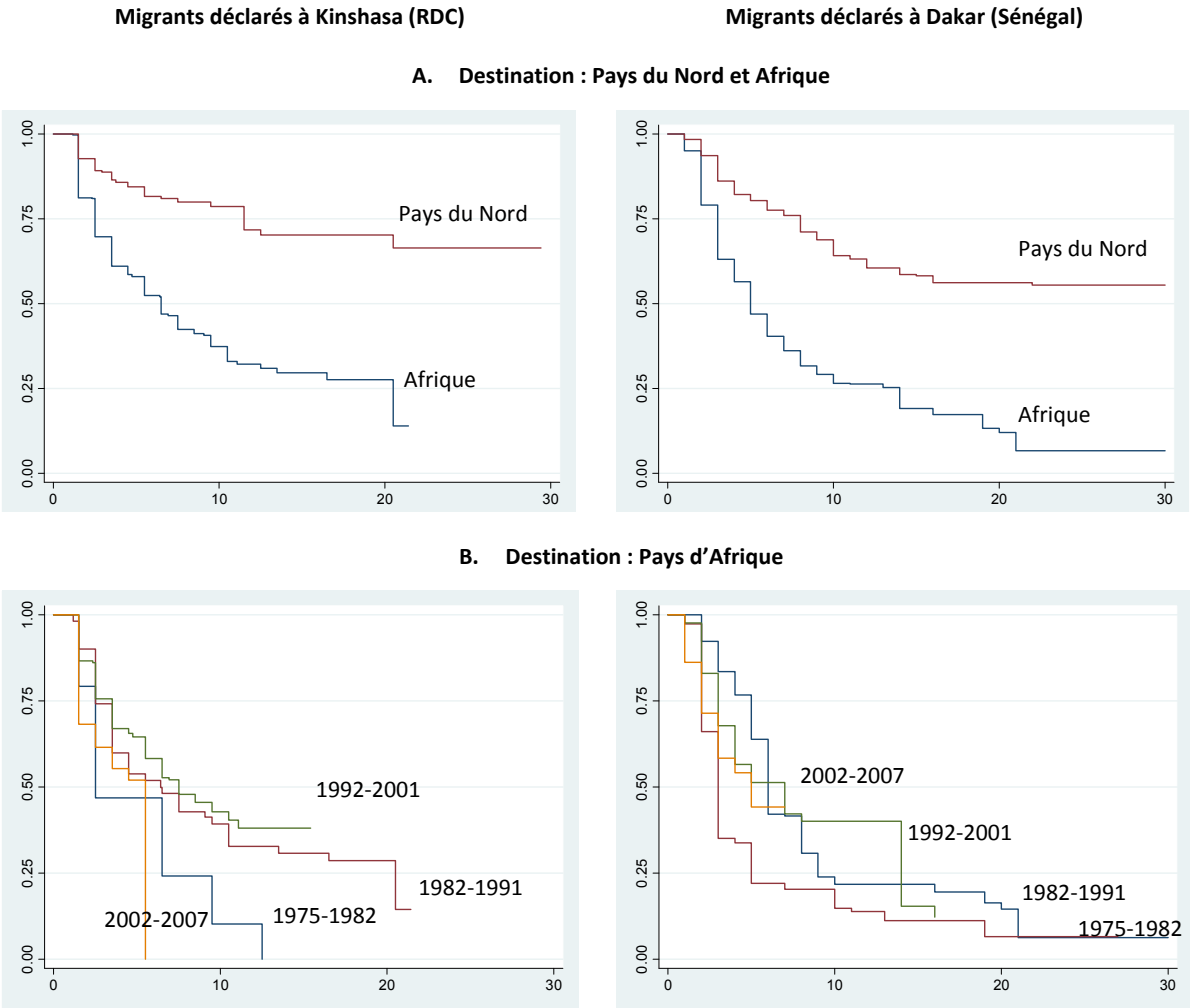 Migrants déclarés à Kinshasa (RDC)
Migrants déclarés à Dakar (Sénégal)
A. Destination : Pays du Nord et Afrique
1.00
0.75
0.50
0.25
0.00
Pays du Nord
Afrique
0 10 20 30
1.00
0.75
0.50
0.25
0.00
Pays du Nord
Afrique
0 10 20 30
B. Destination : Pays d’Afrique
1.00
0.75
0.50
0.25
0.00
1992-2001
1982-1991
2002-2007
1975-1982
0 10 20 30
1.00
0.75
0.50
0.25
0.00
2002-2007
1992-2001
1982-1991
1975-1982
0 10 20 30